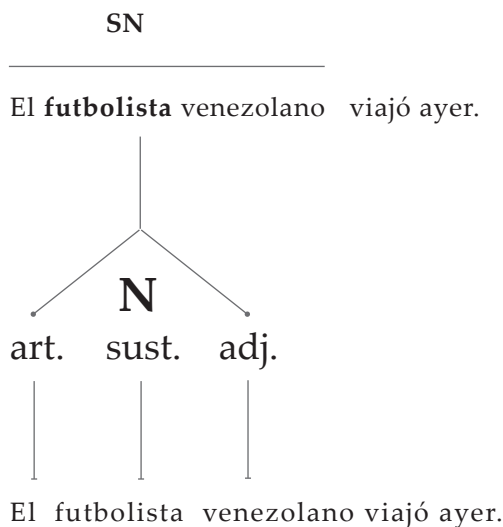 SN
El futbolista venezolano viajó ayer.
N
art. sust. adj.
El futbolista venezolano viajó ayer.